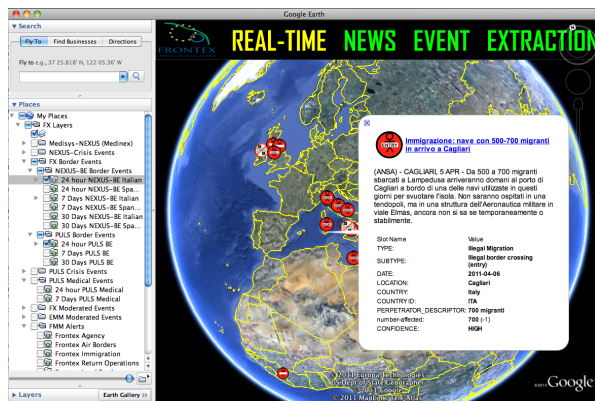 Google Earth
▼ Search
Fly To
Find Businesses
Directions
Fly to e.g., 37 25.818' N, 122 05.36' W
▼ Places
My Places
FX Layers
Medisys-NEXUS (Medinex)
NEXUS-Crisis Events
FX Border Events
NEXUS-BE Border Events
24 hour NEXUS-BE Italian
24 hour NEXUS-BE Spa...
7 Days NEXUS-BE Italian
7 Days NEXUS-BE Span...
30 Days NEXUS-BE Italian
30 Days NEXUS-BE Spa...
PULS Border Events
24 hour PULS BE
7 Days PULS BE
30 Days PULS BE
PULS Crisis Events
PULS Medical Events
24 hour PULS Medical
7 Days PULS Medical
FX Moderated Events
EMM Moderated Events
FMM Alerts
Frontex Agency
Frontex Air Borders
Frontex Immigration
Frontex Return Operations
▶ Layers
Earth Gallery »
FRONTEX
REAL-TIME NEWS EVENT EXTRACTION
ENTRY
Immigrazione: nave con 500-700 migranti
in arrivo a Cagliari
(ANSA) - CAGLIARI, 5 APR - Da 500 a 700 migranti
sbarcati a Lampedusa arriveranno domani al porto di
Cagliari a bordo di una delle navi utilizzate in questi
giorni per svuotare l'isola. Non saranno ospitati in una
tendopoli, ma in una struttura dell'Aeronautica militare in
viale Elmas, ancora non si sa se temporaneamente o
stabilmente.
Slot Name Value
TYPE: Illegal Migration
SUBTYPE: Illegal border crossing
(entry)
DATE: 2011-04-06
LOCATION: Cagliari
COUNTRY: Italy
COUNTRY ID: ITA
PERPETRATOR_DESCRIPTOR: 700 migranti
number-affected: 700 (-1)
CONFIDENCE: HIGH
© 2011 Europa Technologies
US Dept of State Geographer
© 2011 Google
© 2011 MapLink/Tele Atlas
©2011 Google